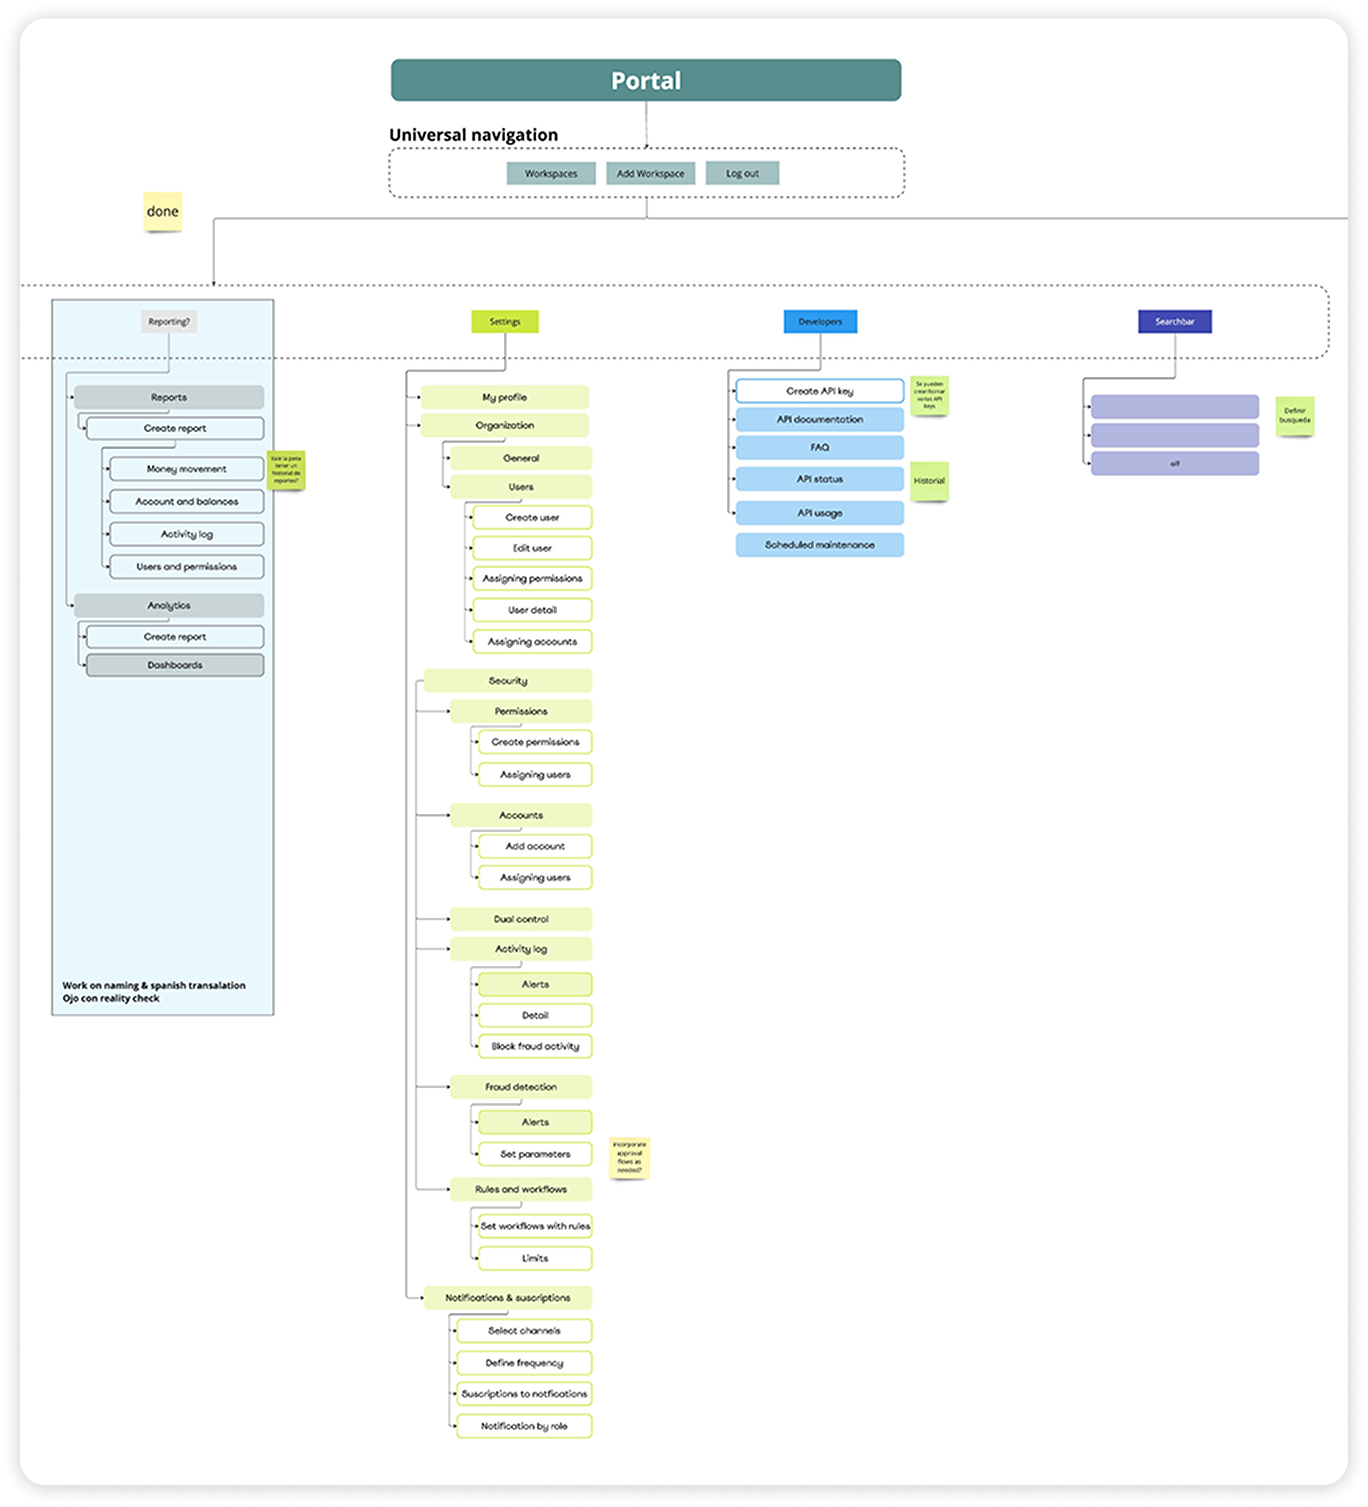 Portal
Universal navigation
Workspaces
Add Workspace
Log out
done
Reporting?
Reports
Create report
Money movement
Account and balances
Activity log
Users and permissions
Analytics
Create report
Dashboards
Vale la pena
tener un
historial de
reportes?
Work on naming & spanish transalation
Ojo con reality check
Settings
My profile
Organization
General
Users
Create user
Edit user
Assigning permissions
User detail
Assigning accounts
Security
Permissions
Create permissions
Assigning users
Accounts
Add account
Assigning users
Dual control
Activity log
Alerts
Detail
Block fraud activity
Fraud detection
Alerts
Set parameters
incorporate
approval
flows as
needed?
Rules and workflows
Set workflows with rules
Limits
Notifications & suscriptions
Select channels
Define frequency
Suscriptions to notfications
Notification by role
Developers
Create API key
API documentation
FAQ
API status
API usage
Scheduled maintenance
Se pueden
crear/borrar
varias API
keys
Historial
Searchbar
Definir
busqueda